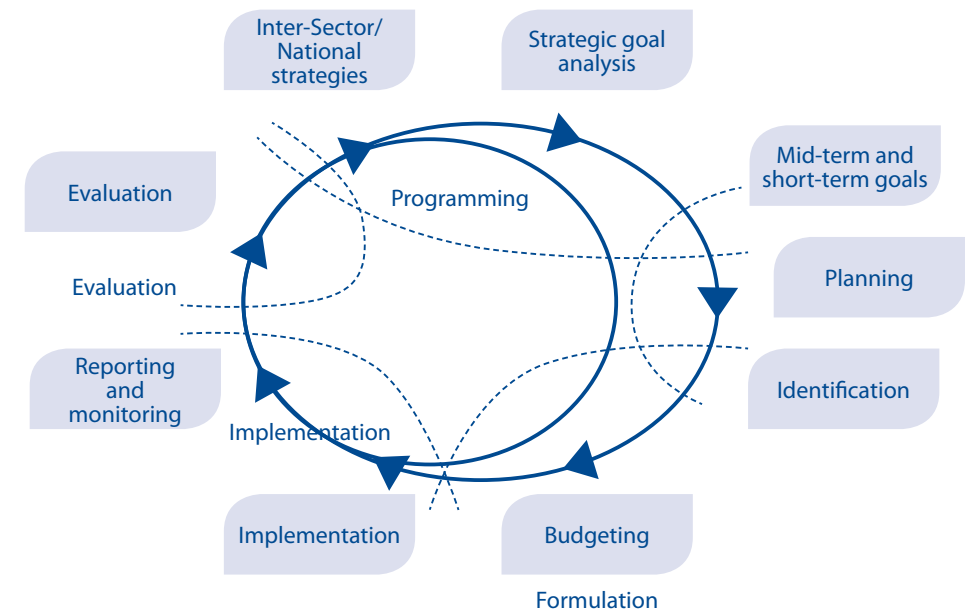 Inter-Sector/
National
strategies
Strategic goal
analysis
Mid-term and
short-term goals
Evaluation
Programming
Planning
Evaluation
Reporting
and
monitoring
Identification
Implementation
Implementation
Budgeting
Formulation